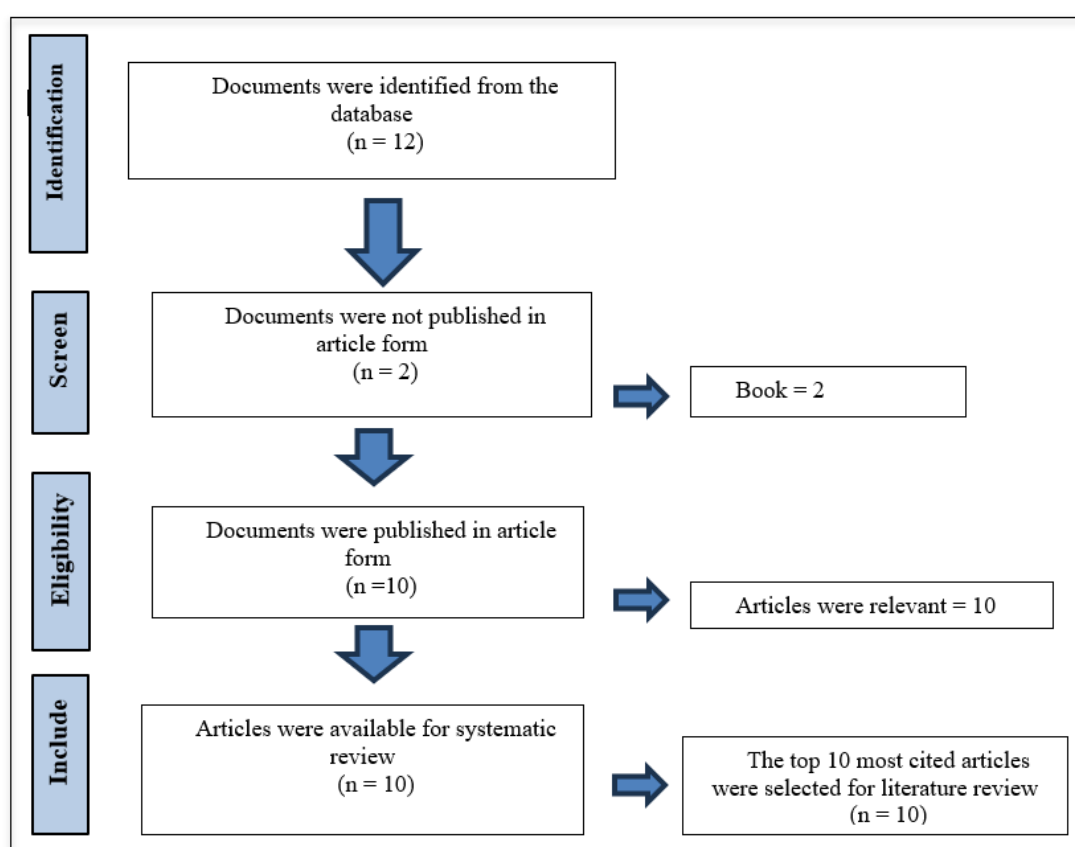 Identification
Documents were identified from the
database
(n = 12)
Screen
Documents were not published in
article form
(n = 2)
Book = 2
Eligibility
Documents were published in article
form
(n =10)
Articles were relevant = 10
Include
Articles were available for systematic
review
(n = 10)
The top 10 most cited articles
were selected for literature review
(n = 10)